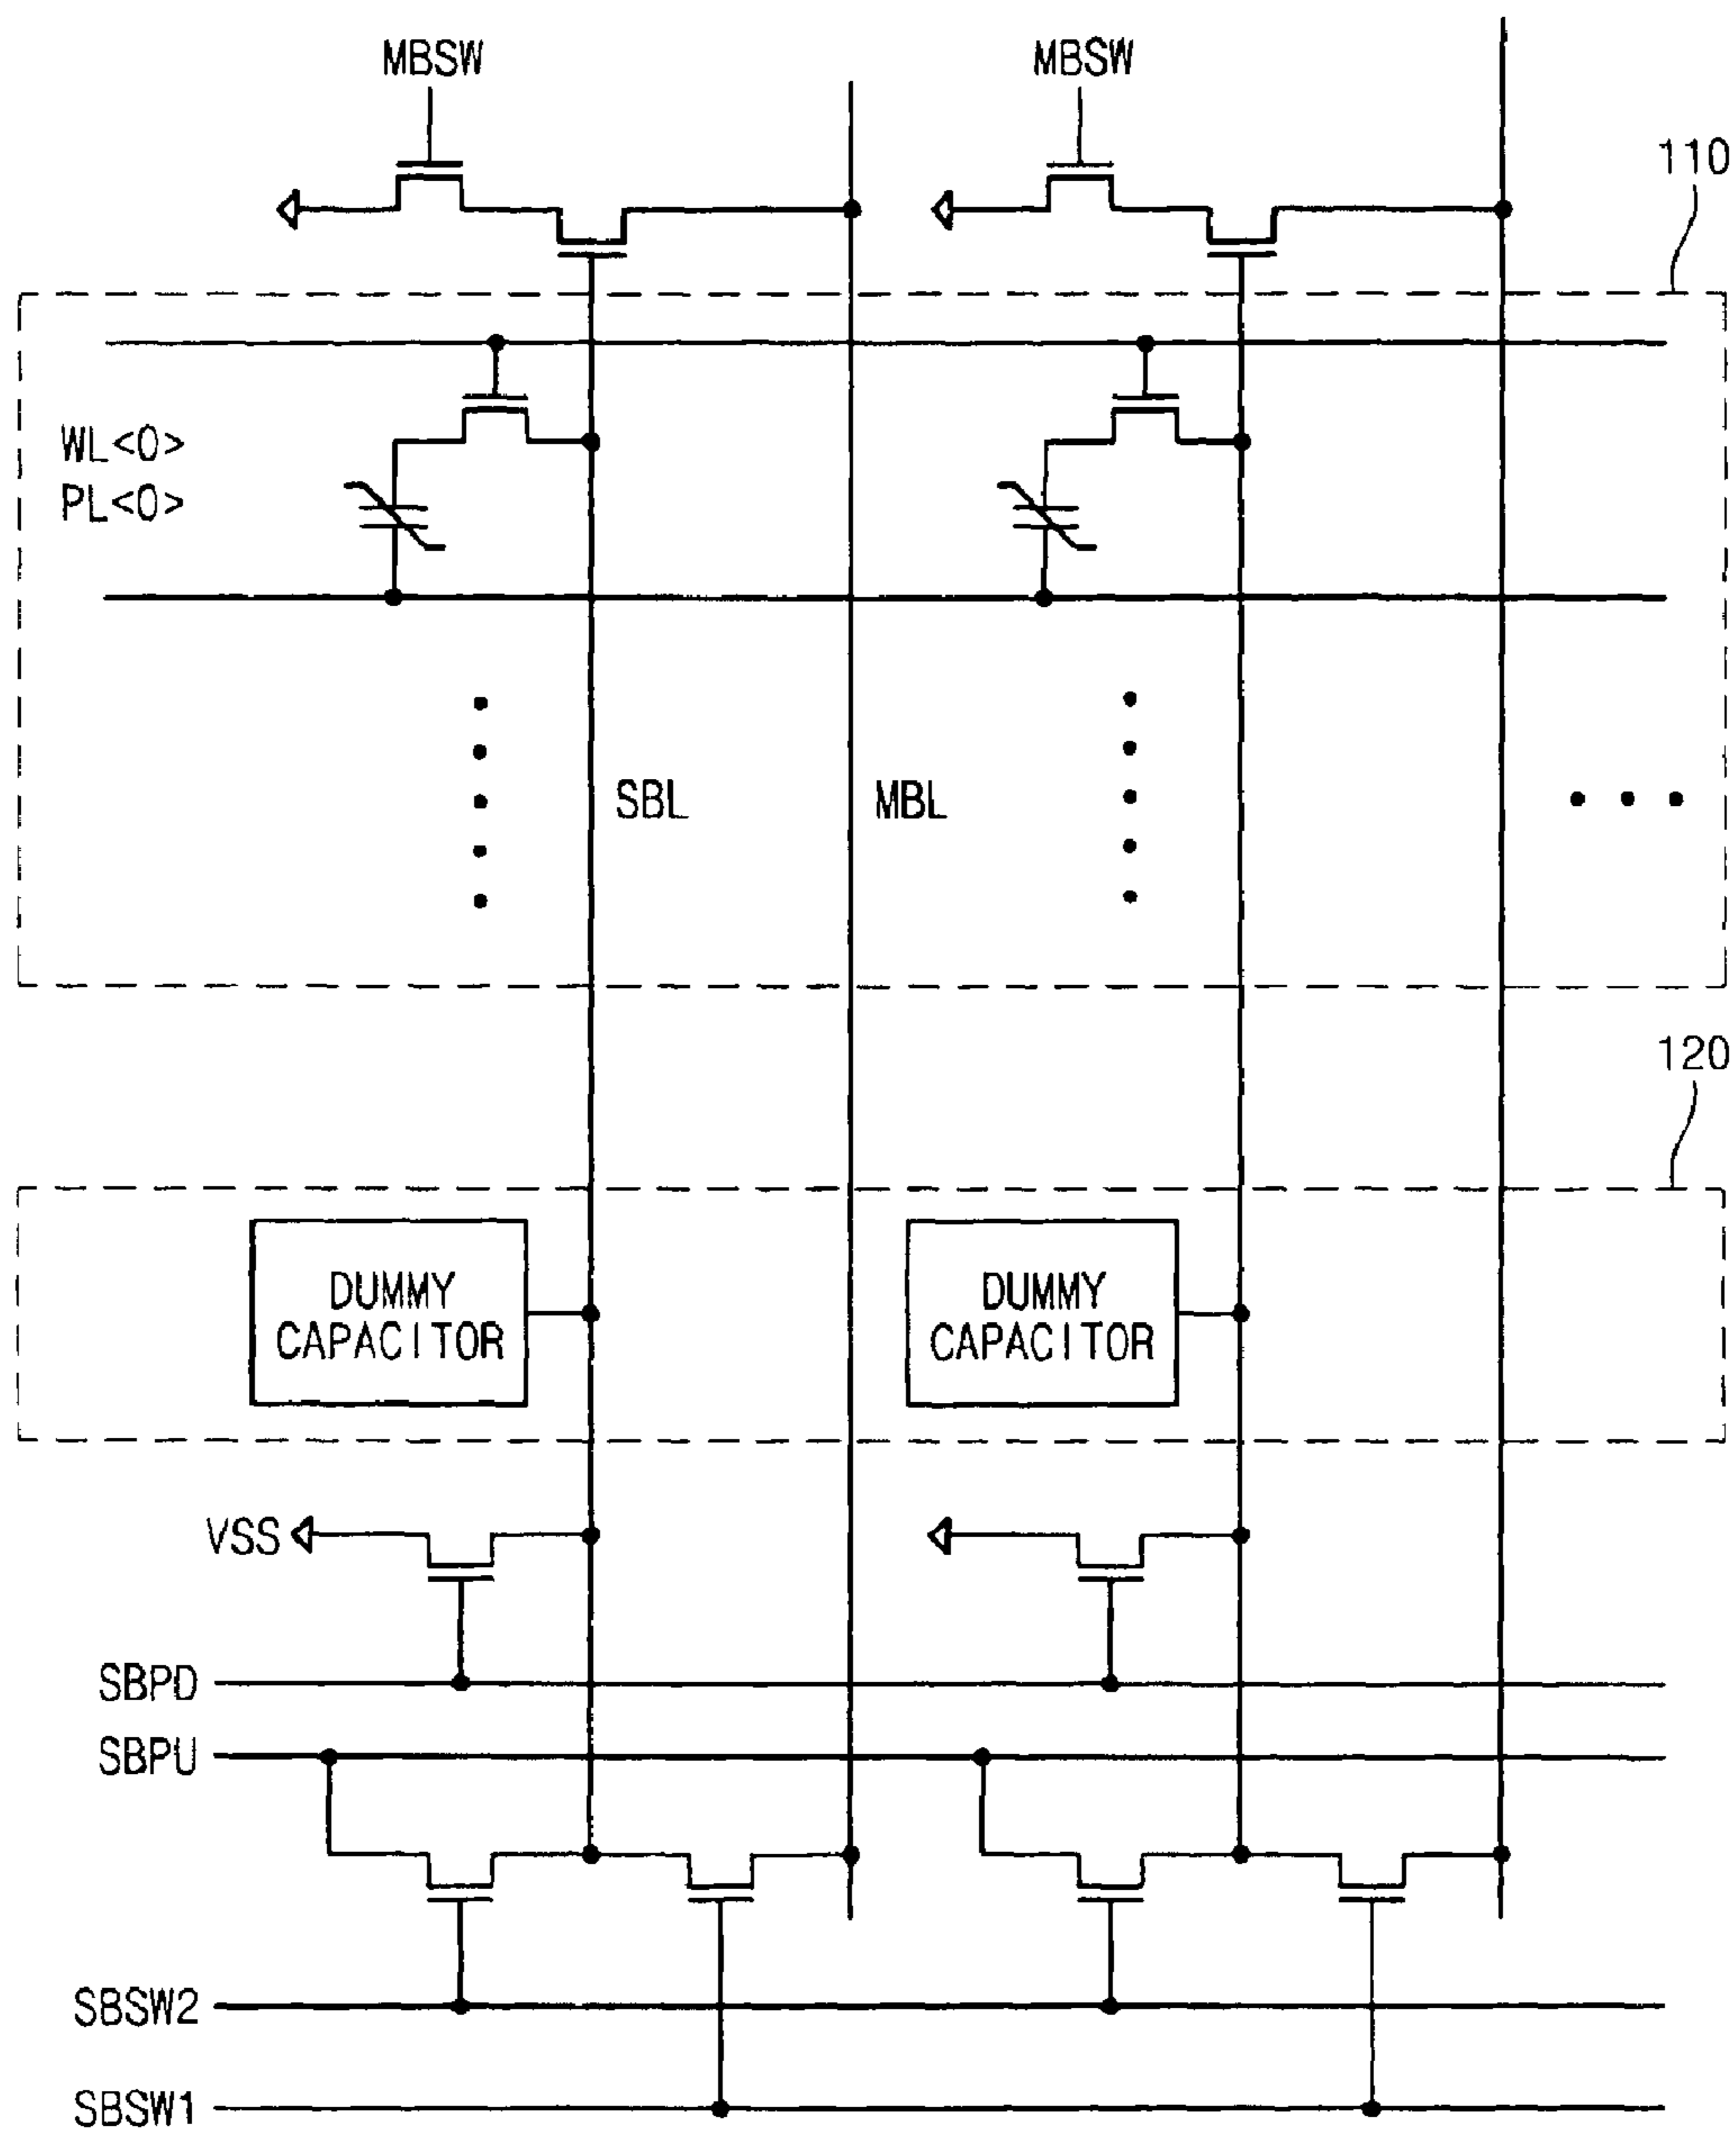 MBSW
MBSW
110
WL<0>
PL<0>
SBL
MBL
120
DUMMY
CAPACITOR
DUMMY
CAPACITOR
VSS
SBPD
SBPU
SBSW2
SBSW1